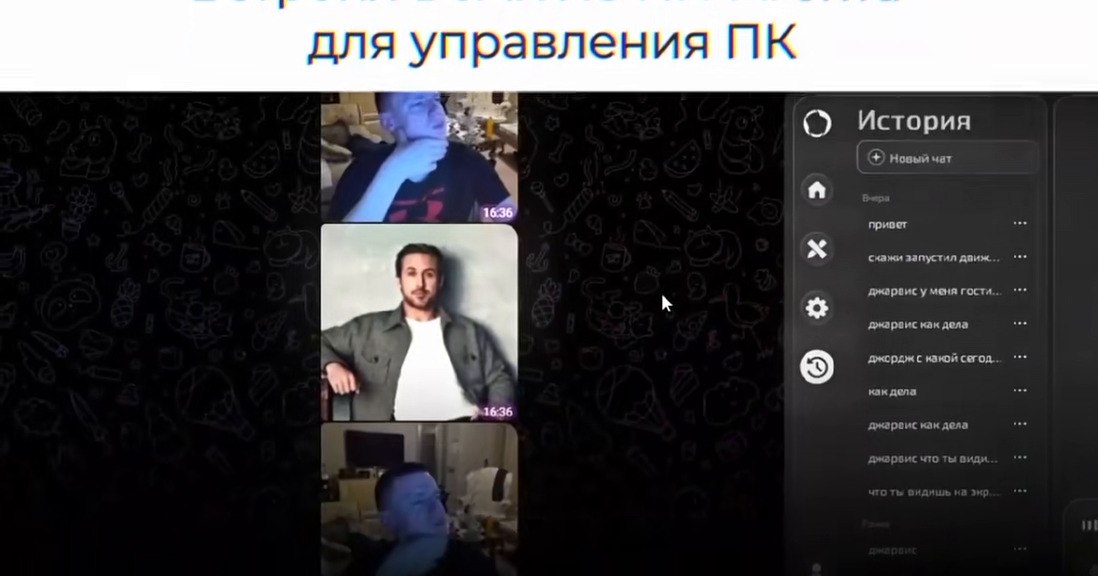 для управления ПК
16:36
16:36
История
Новый чат
Вчера
привет
скажи запустил движ...
джарвис у меня гости...
джарвис как дела
джордж с какой сегод...
как дела
джарвис как дела
джарвис что ты види...
что ты видишь на экр...
джарвис